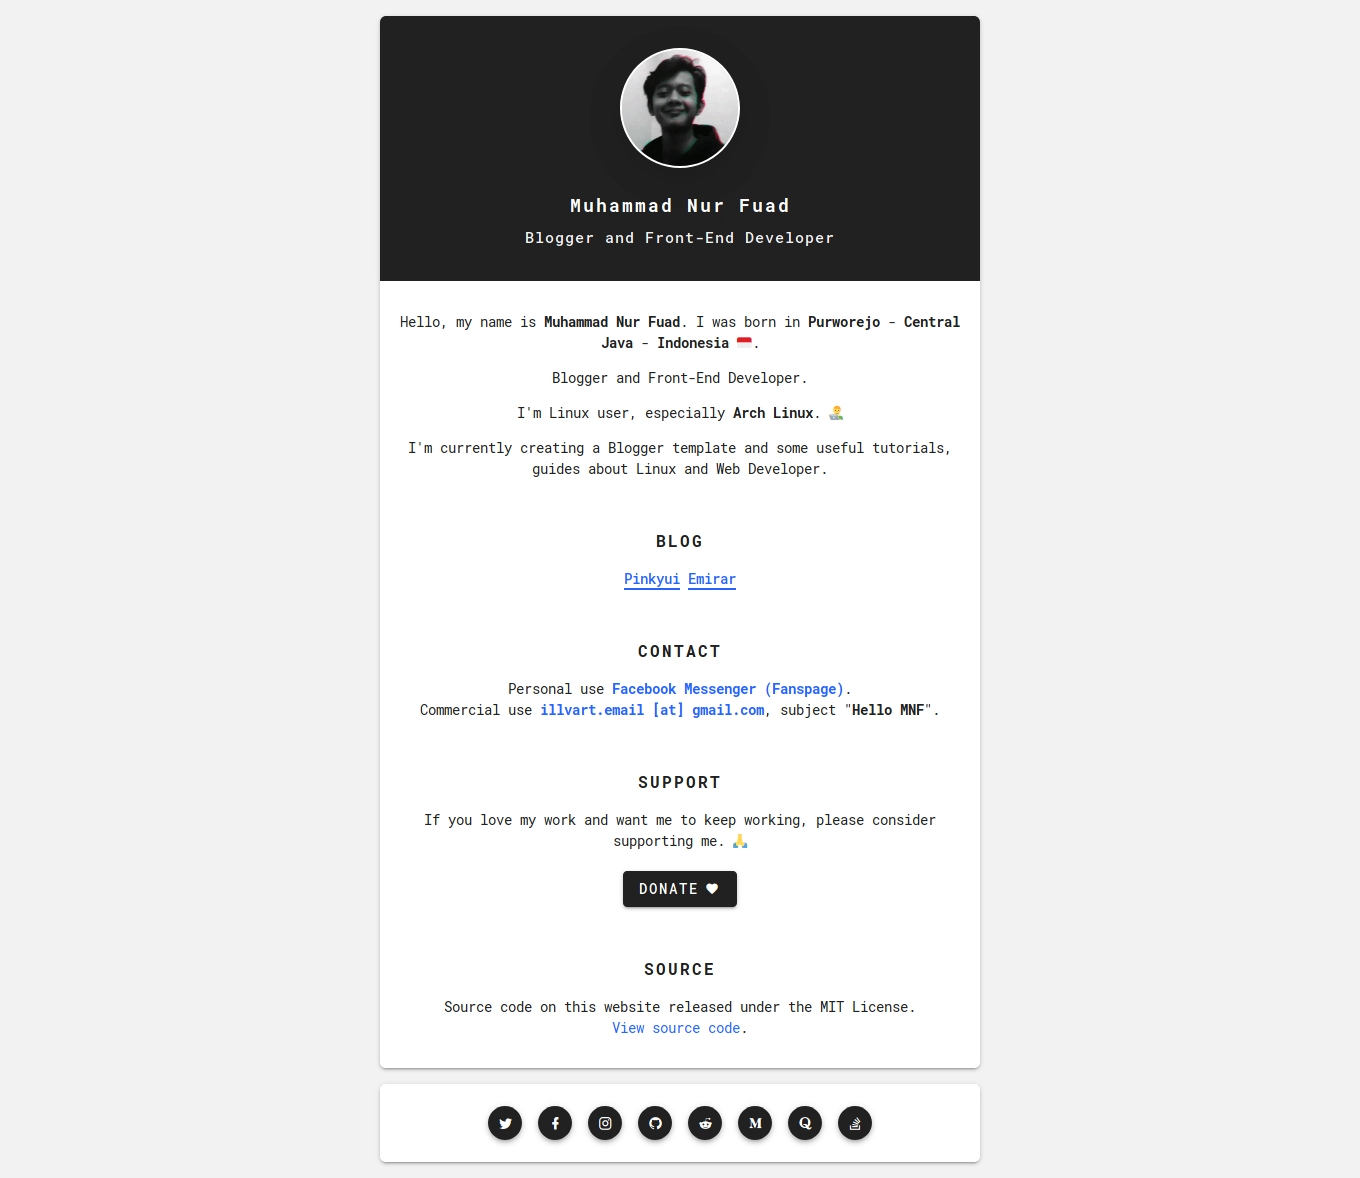 Muhammad Nur Fuad
Blogger and Front-End Developer
Hello, my name is Muhammad Nur Fuad. I was born in Purworejo - Central
Java - Indonesia 🇮🇩.
Blogger and Front-End Developer.
I'm Linux user, especially Arch Linux. 👨‍💻
I'm currently creating a Blogger template and some useful tutorials,
guides about Linux and Web Developer.
BLOG
Pinkyui Emirar
CONTACT
Personal use Facebook Messenger (Fanspage).
Commercial use illvart.email [at] gmail.com, subject "Hello MNF".
SUPPORT
If you love my work and want me to keep working, please consider
supporting me. 🙏
DONATE ♥
SOURCE
Source code on this website released under the MIT License.
View source code.